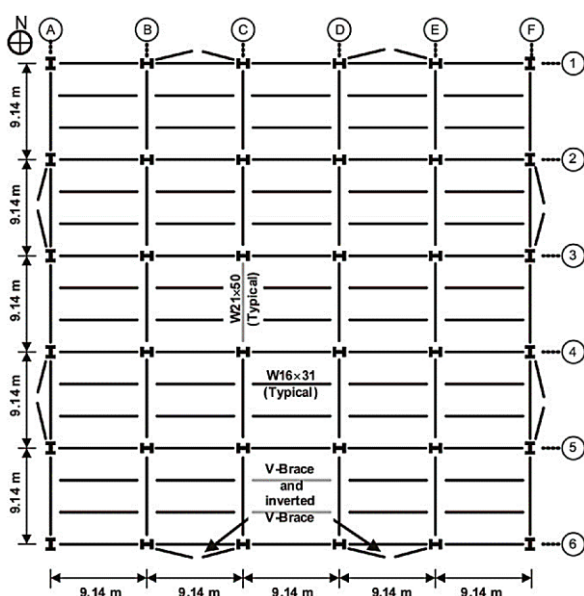 N
A B C D E F
1
9.14 m
2
9.14 m
3
W21×50
(Typical)
9.14 m
4
W16×31
(Typical)
9.14 m
5
V-Brace
and
inverted
V-Brace
9.14 m
6
9.14 m 9.14 m 9.14 m 9.14 m 9.14 m